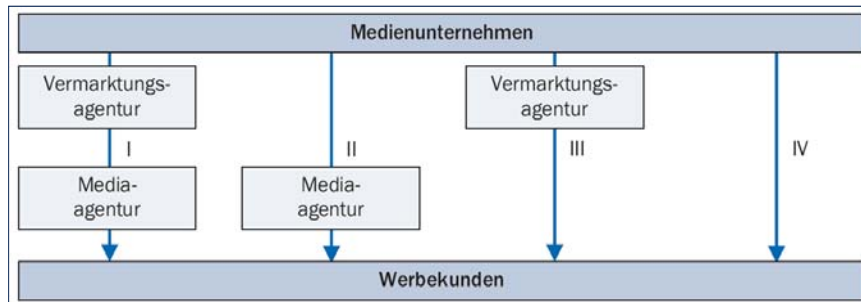 Medienunternehmen
Vermarktungs-
agentur
Vermarktungs-
agentur
I
II
III
IV
Media-
agentur
Media-
agentur
Werbekunden